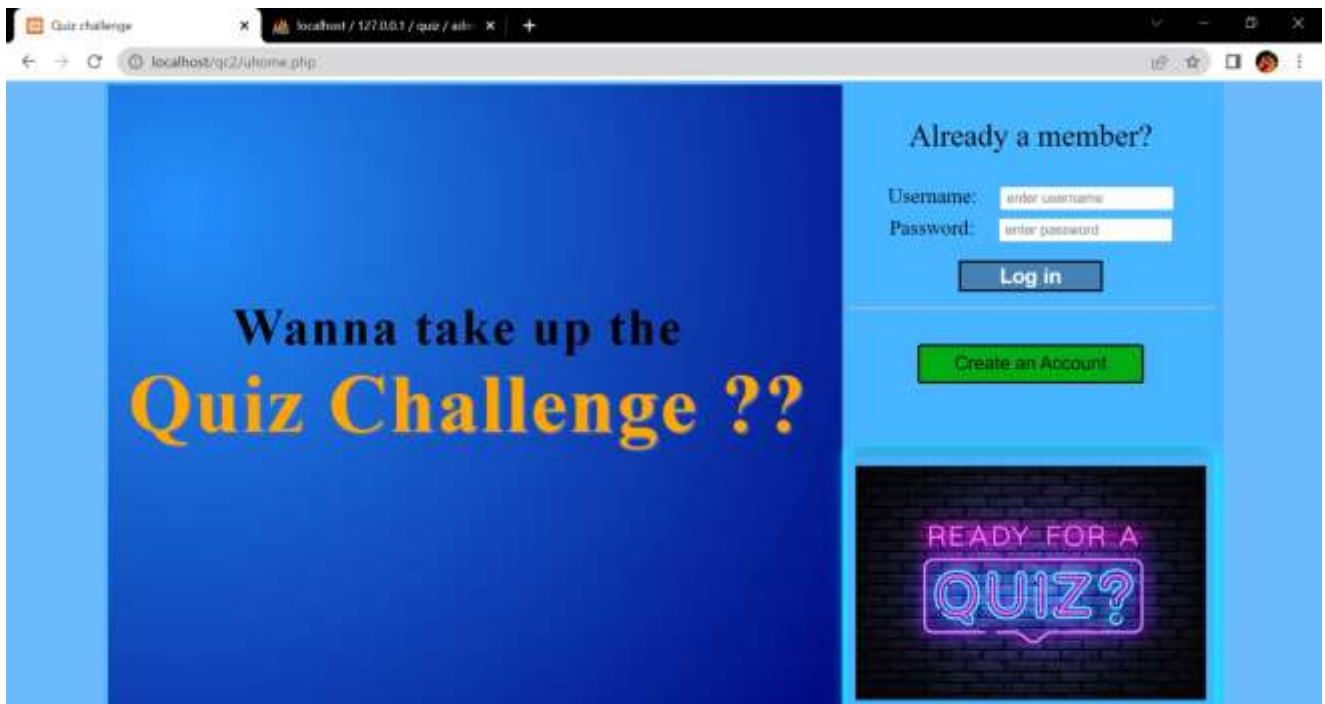 Quiz challenge
localhost / 127.0.0.1 / quiz / adm
localhost/qc2/uhome.php
Already a member?
Username: enter username
Password: enter password
Log in
Create an Account
Wanna take up the
Quiz Challenge ??
READY FOR A
QUIZ?